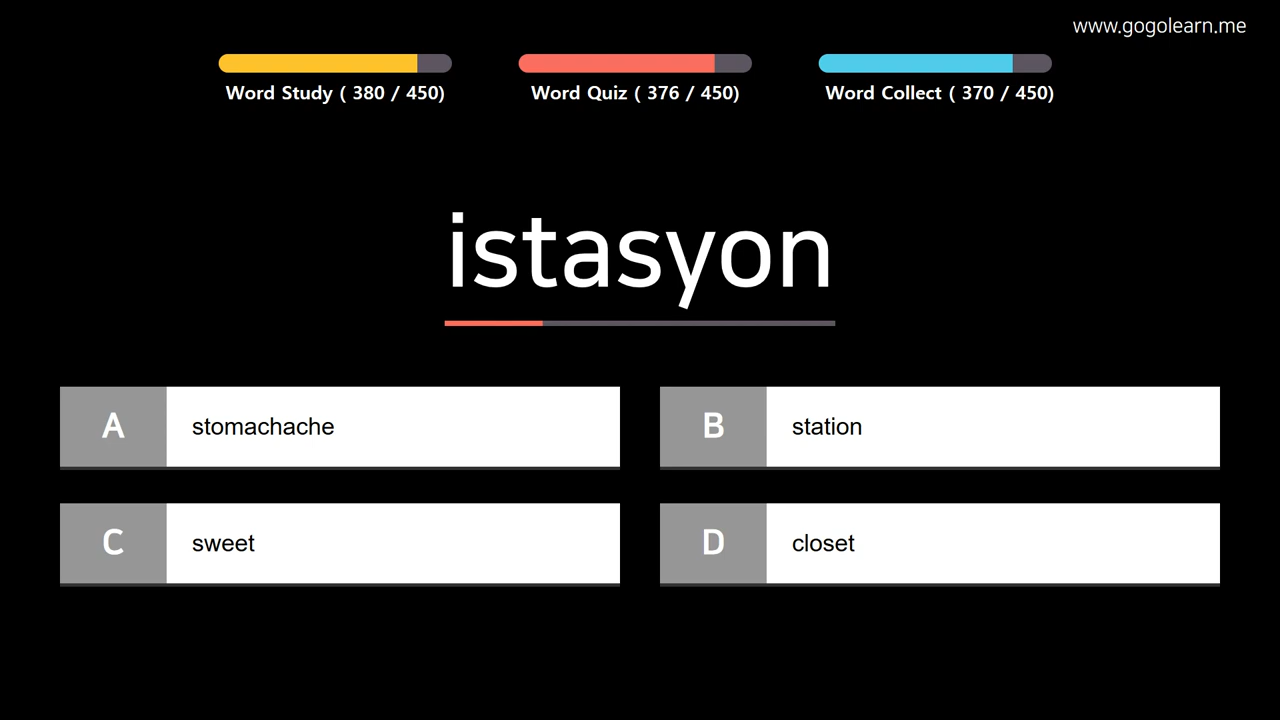 www.gogolearn.me
Word Study ( 380 / 450)
Word Quiz ( 376 / 450)
Word Collect ( 370 / 450)
istasyon
A stomachache
B station
C sweet
D closet